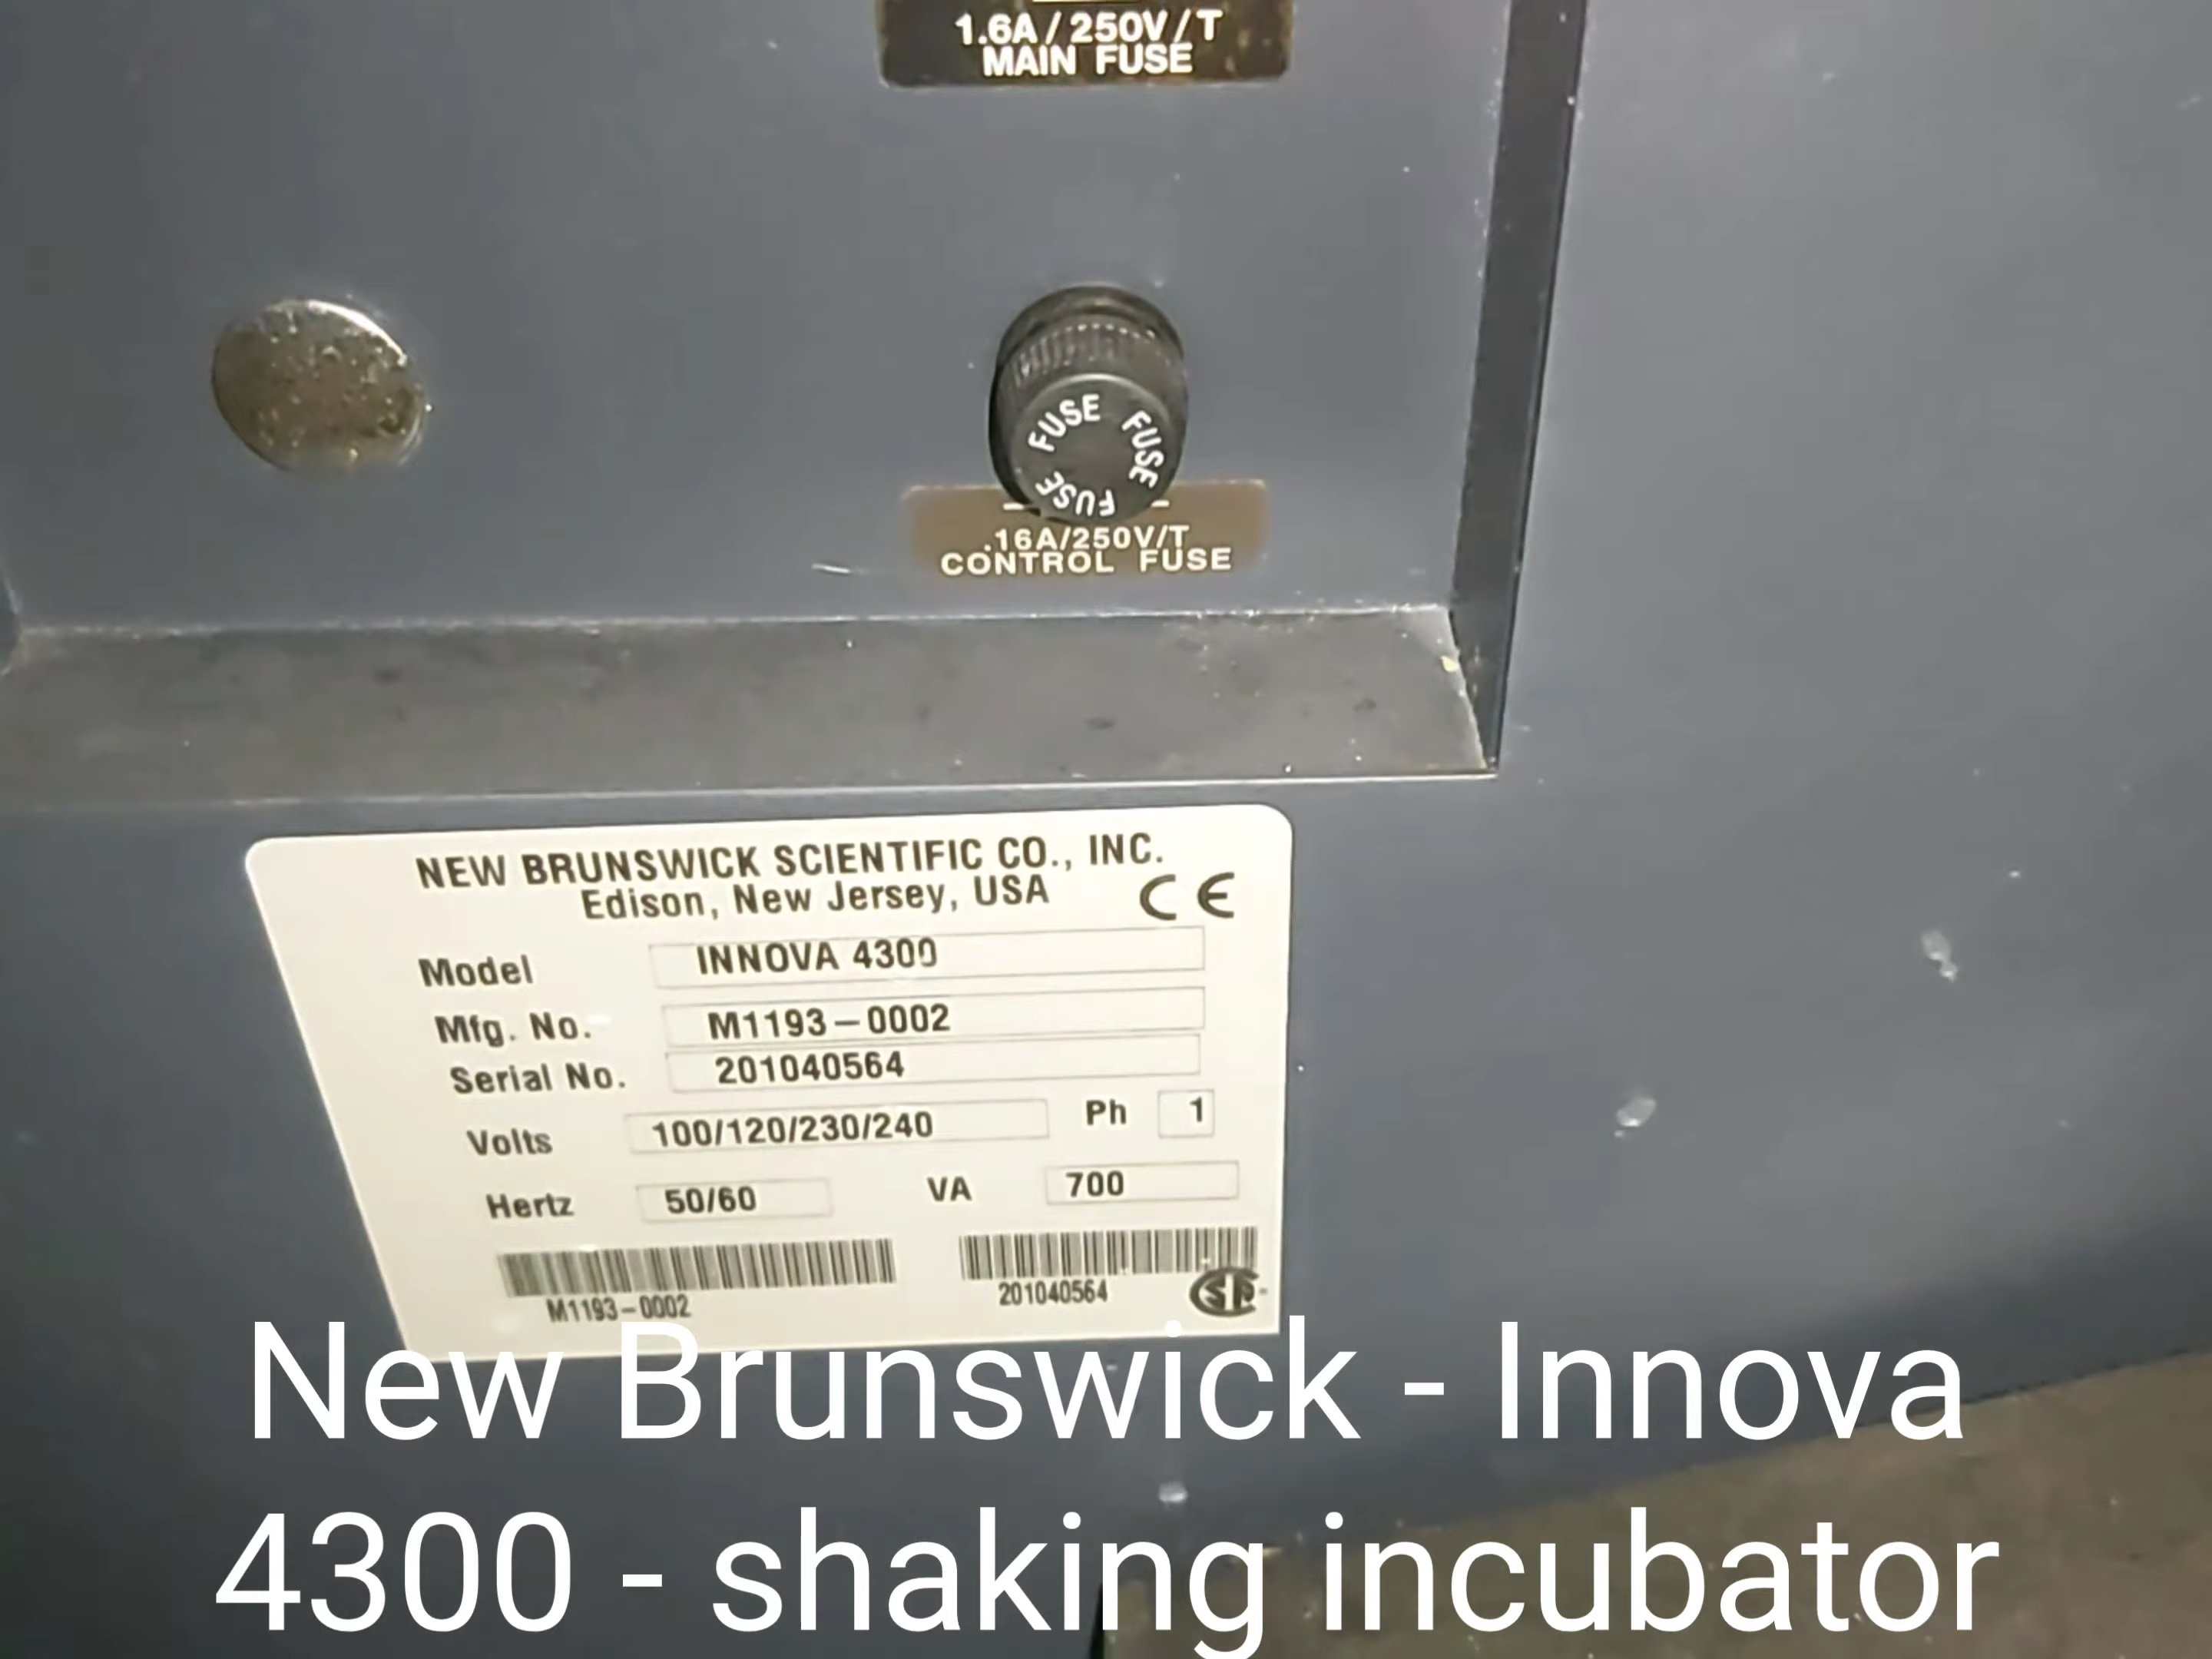 1.6A/250V/T
MAIN FUSE
FUSE FUSE FUSE
.16A/250V/T
CONTROL FUSE
NEW BRUNSWICK SCIENTIFIC CO., INC.
Edison, New Jersey, USA CE
Model INNOVA 4300
Mfg. No. M1193-0002
Serial No. 201040564
Volts 100/120/230/240 Ph 1
Hertz 50/60 VA 700
M1193-0002 201040564
New Brunswick - Innova
4300 - shaking incubator